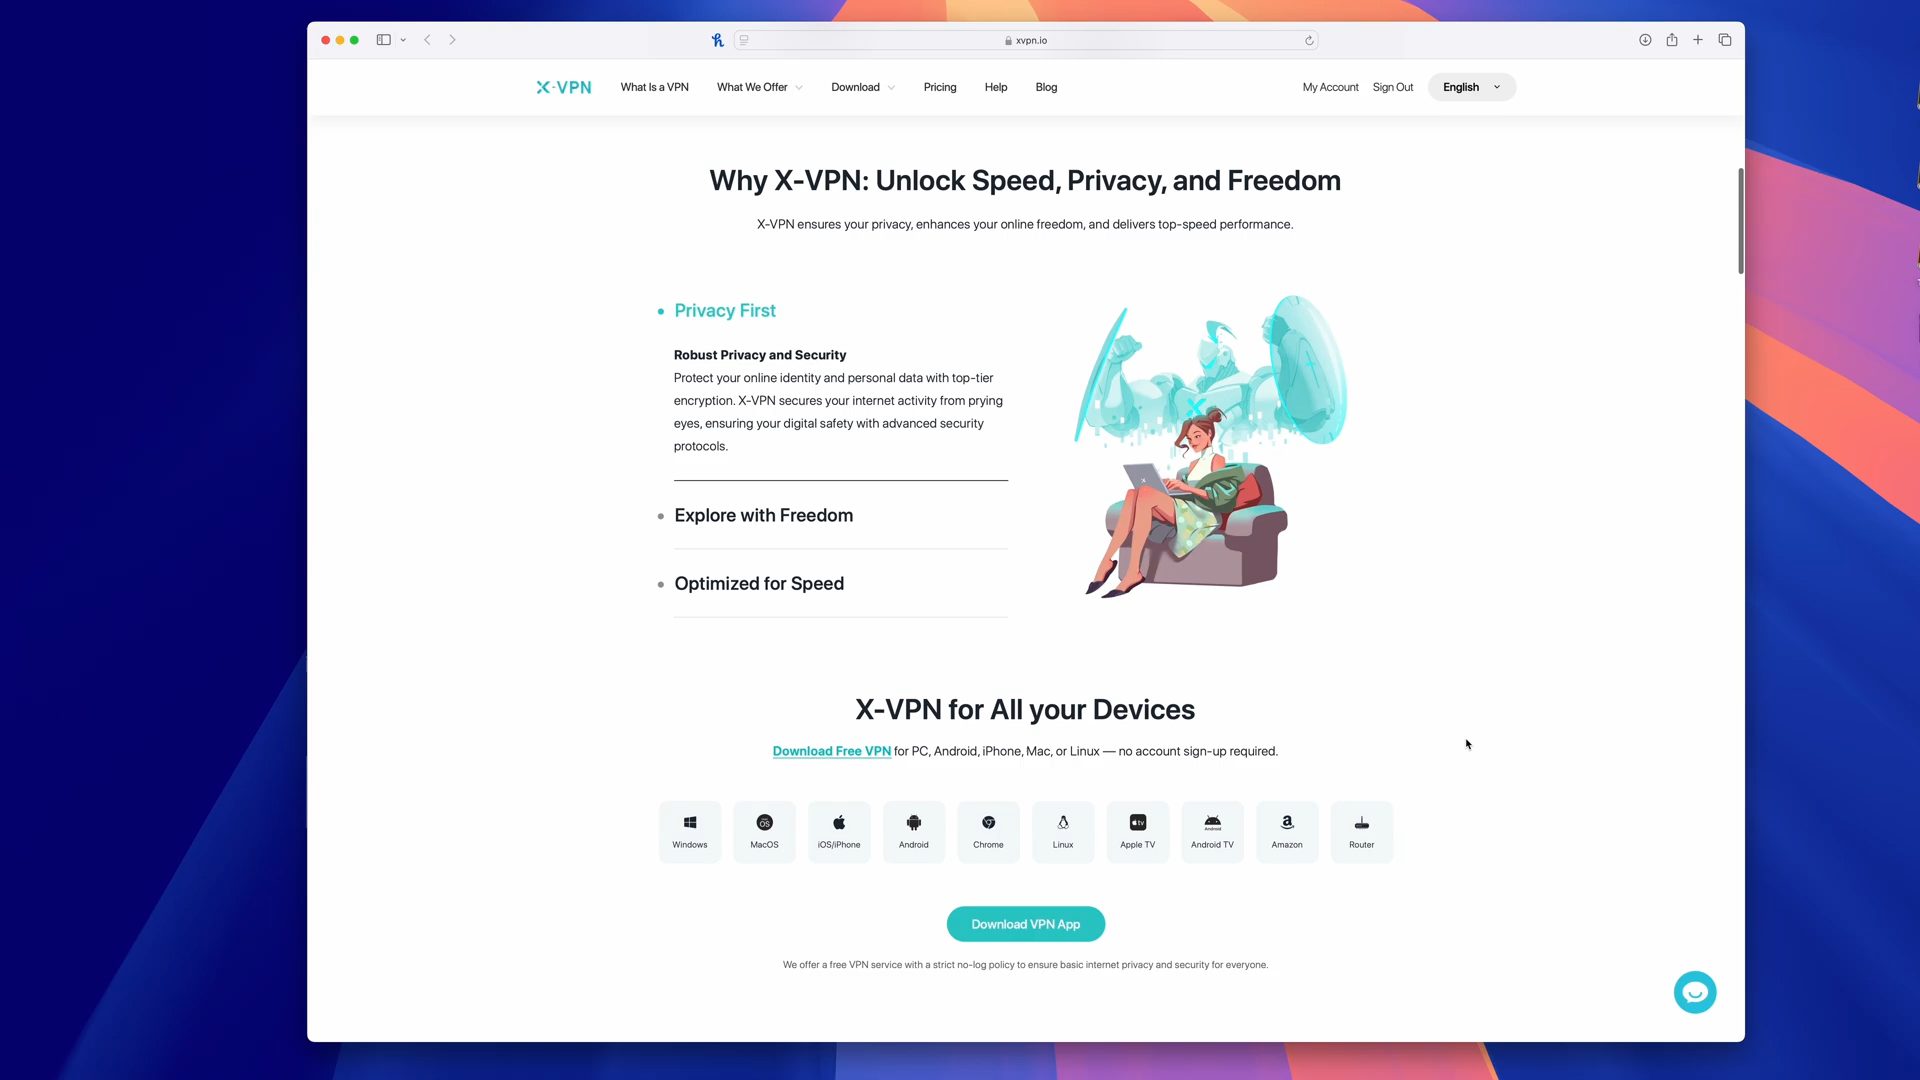 xvpn.io
X-VPN
What Is a VPN
What We Offer
Download
Pricing
Help
Blog
My Account
Sign Out
English
Why X-VPN: Unlock Speed, Privacy, and Freedom
X-VPN ensures your privacy, enhances your online freedom, and delivers top-speed performance.
Privacy First
Robust Privacy and Security
Protect your online identity and personal data with top-tier
encryption. X-VPN secures your internet activity from prying
eyes, ensuring your digital safety with advanced security
protocols.
Explore with Freedom
Optimized for Speed
X-VPN for All your Devices
Download Free VPN for PC, Android, iPhone, Mac, or Linux — no account sign-up required.
Windows
MacOS
iOS/iPhone
Android
Chrome
Linux
Apple TV
Android TV
Amazon
Router
Download VPN App
We offer a free VPN service with a strict no-log policy to ensure basic internet privacy and security for everyone.